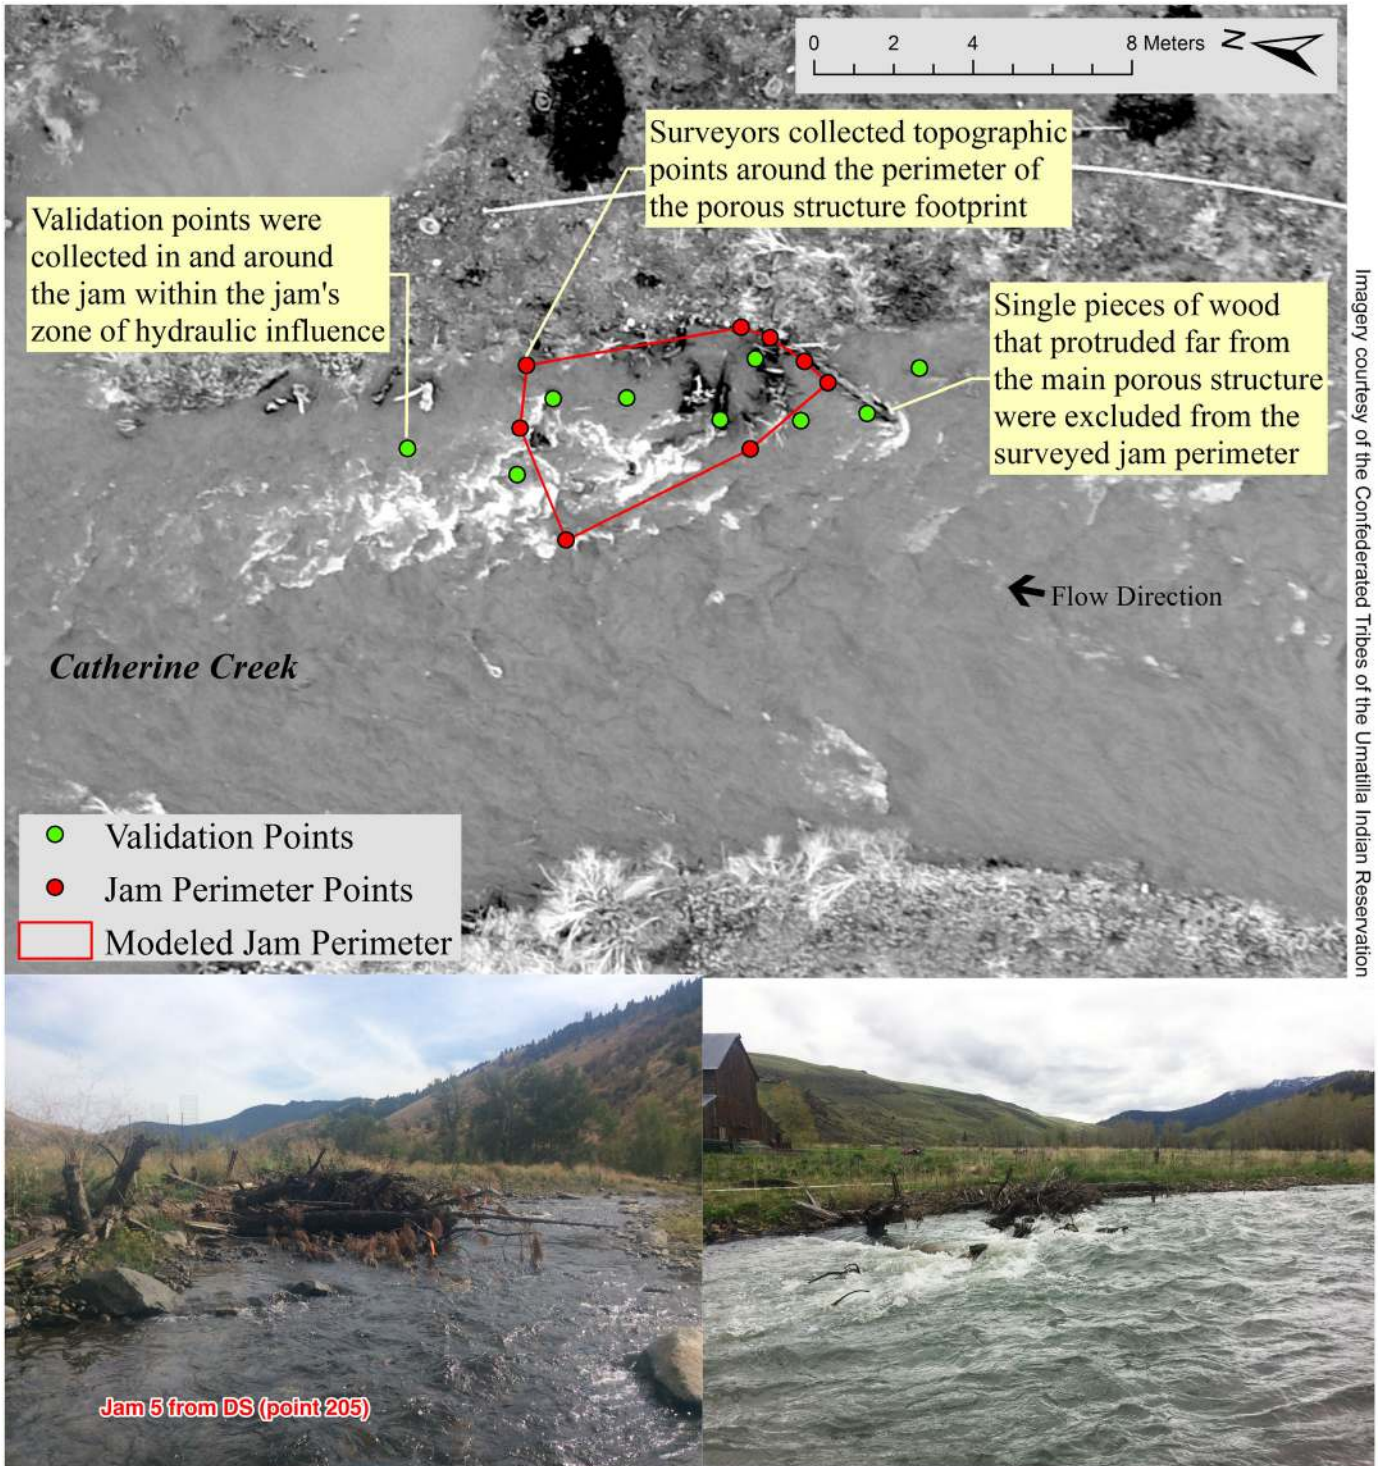 0 2 4 8 Meters N
Surveyors collected topographic
points around the perimeter of
the porous structure footprint
Validation points were
collected in and around
the jam within the jam's
zone of hydraulic influence
Single pieces of wood
that protruded far from
the main porous structure
were excluded from the
surveyed jam perimeter
Flow Direction
Catherine Creek
Validation Points
Jam Perimeter Points
Modeled Jam Perimeter
Imagery courtesy of the Confederated Tribes of the Umatilla Indian Reservation
Jam 5 from DS (point 205)